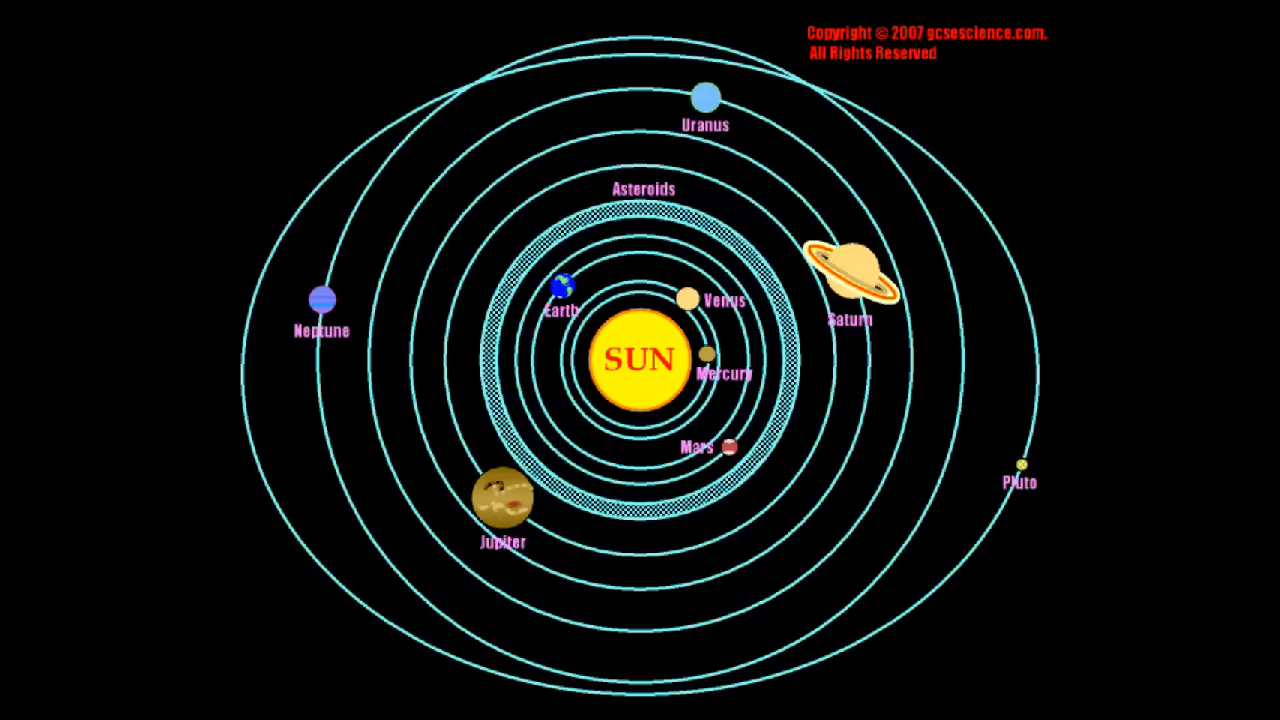 Copyright © 2007 gcsescience.com.
All Rights Reserved
Uranus
Asteroids
Earth
Venus
Saturn
Neptune
SUN
Mercury
Mars
Pluto
Jupiter